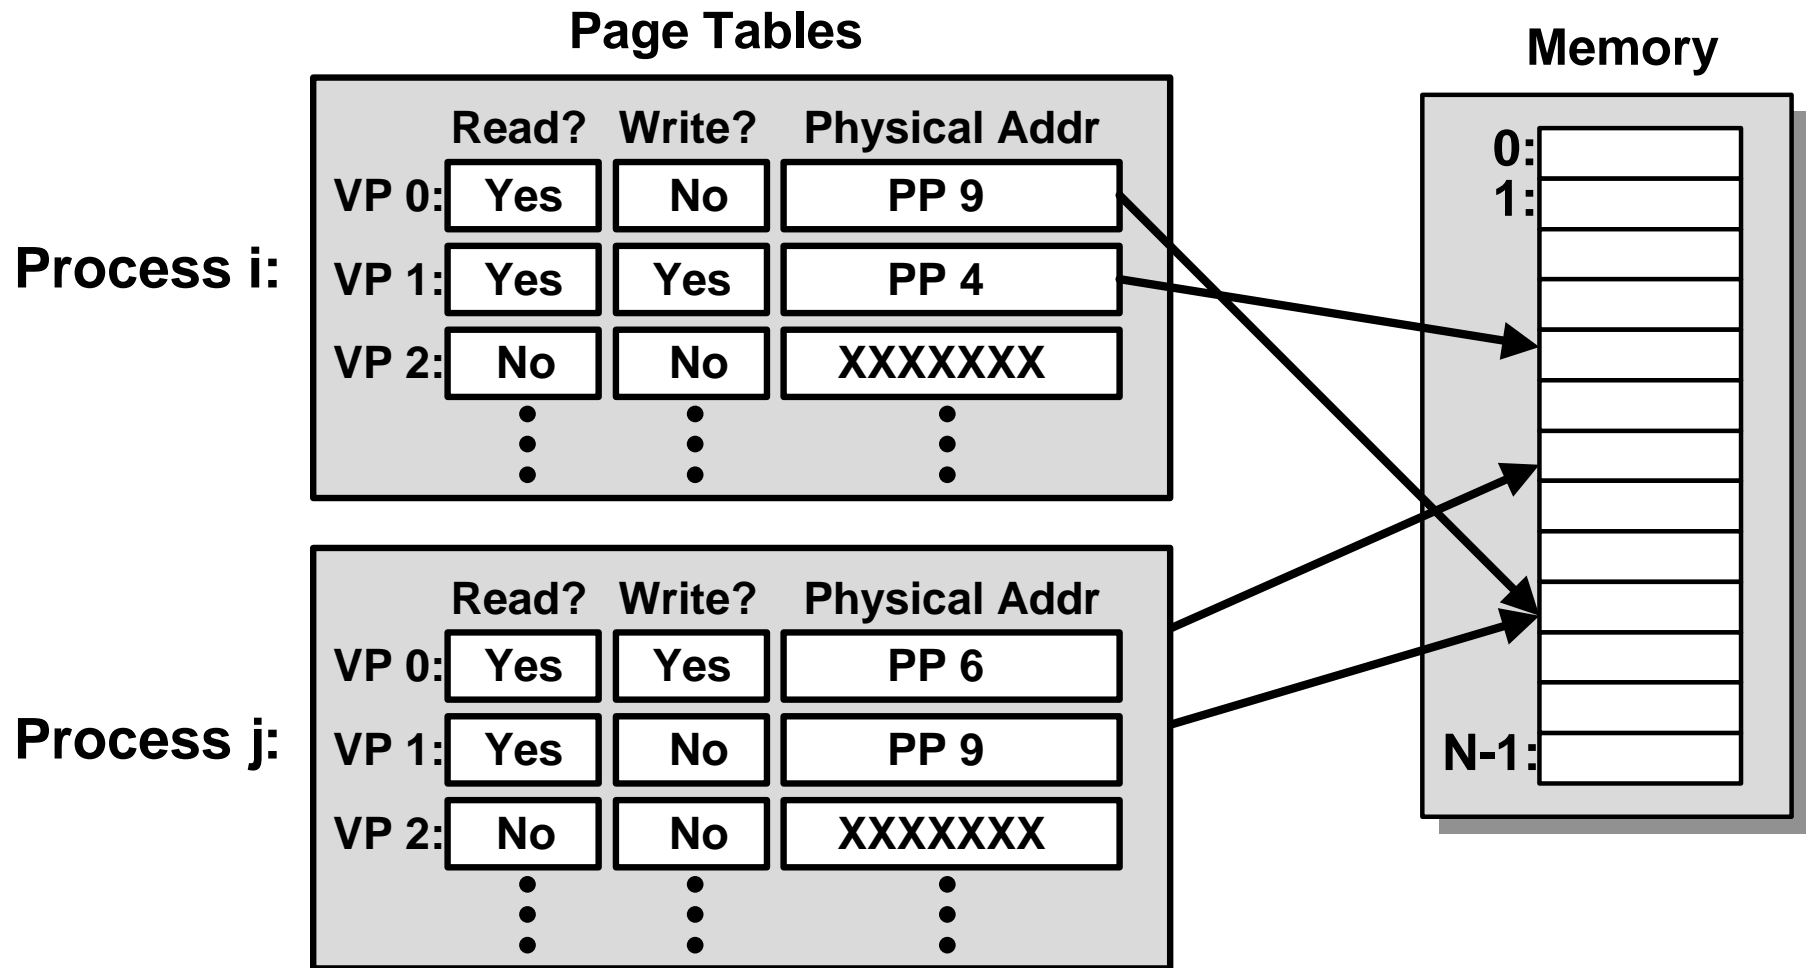 Page Tables
Memory
Process i:
Read? Write? Physical Addr
VP 0: Yes No PP 9
VP 1: Yes Yes PP 4
VP 2: No No XXXXXXX
Process j:
Read? Write? Physical Addr
VP 0: Yes Yes PP 6
VP 1: Yes No PP 9
VP 2: No No XXXXXXX
0:
1:
N-1: